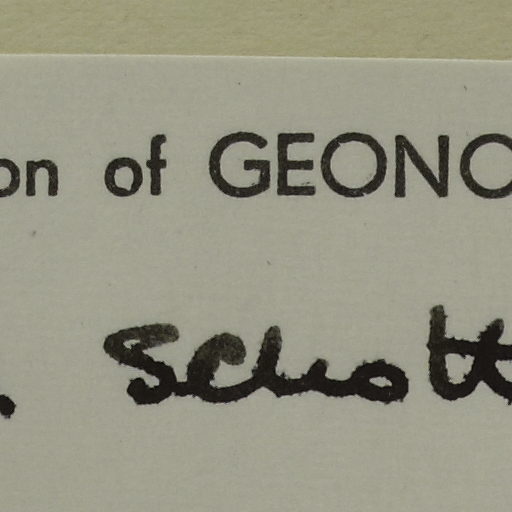 on of GEONO
. Schott